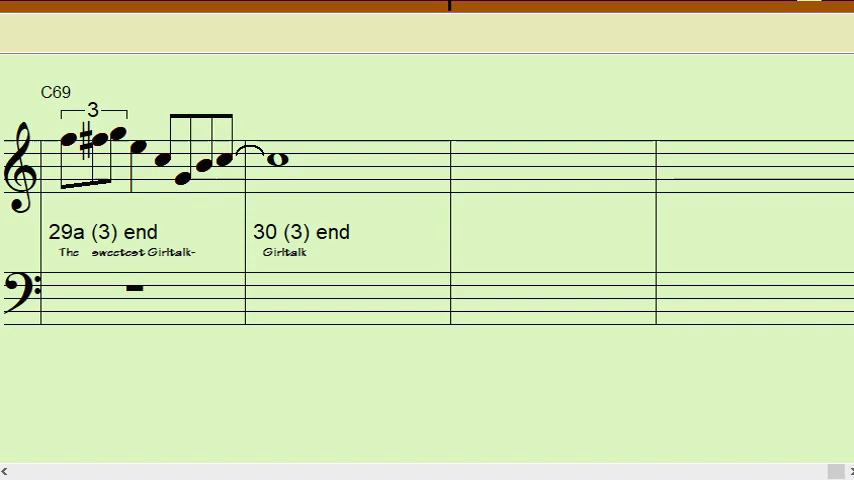 C69
3
29a (3) end 30 (3) end
The sweetest Girltalk- Girltalk